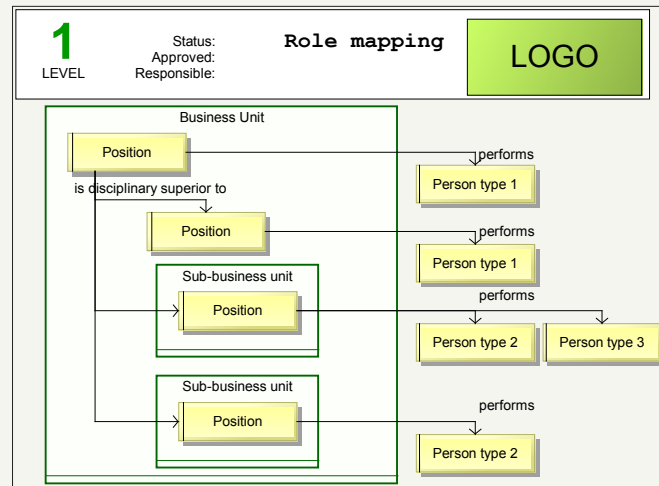 1
LEVEL
Status:
Approved:
Responsible:
Role mapping
LOGO
Business Unit
Position
performs
Person type 1
is disciplinary superior to
Position
performs
Person type 1
Sub-business unit
Position
performs
Person type 2
Person type 3
Sub-business unit
Position
performs
Person type 2